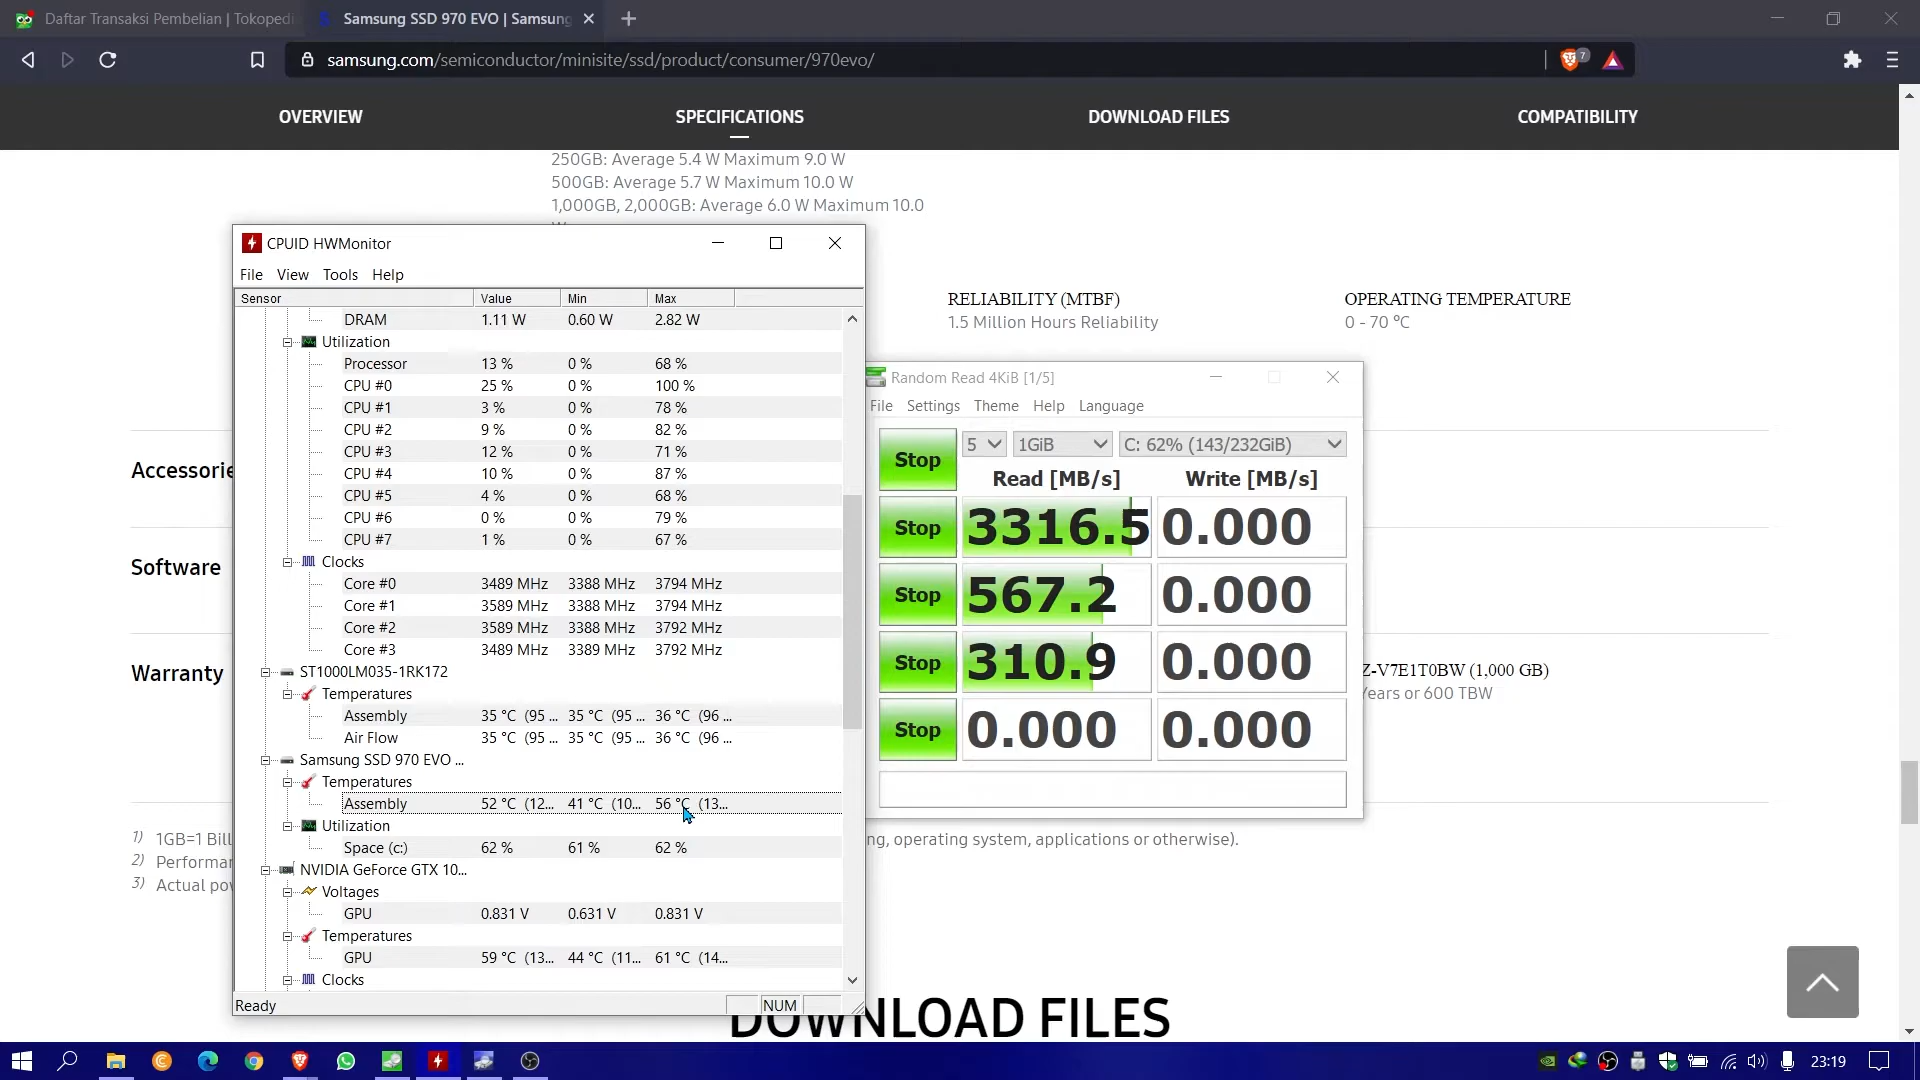 Daftar Transaksi Pembelian | Tokopedi
Samsung SSD 970 EVO | Samsung
samsung.com/semiconductor/minisite/ssd/product/consumer/970evo/
7
OVERVIEW
SPECIFICATIONS
DOWNLOAD FILES
COMPATIBILITY
250GB: Average 5.4 W Maximum 9.0 W
500GB: Average 5.7 W Maximum 10.0 W
1,000GB, 2,000GB: Average 6.0 W Maximum 10.0
RELIABILITY (MTBF)
1.5 Million Hours Reliability
OPERATING TEMPERATURE
0 - 70 °C
Accessorie
Software
Warranty
Z-V7E1T0BW (1,000 GB)
Years or 600 TBW
1) 1GB=1 Bill
2) Performar
3) Actual po
ng, operating system, applications or otherwise).
DOWNLOAD FILES
CPUID HWMonitor
File View Tools Help
Sensor Value Min Max
DRAM 1.11 W 0.60 W 2.82 W
Utilization
Processor 13 % 0 % 68 %
CPU #0 25 % 0 % 100 %
CPU #1 3 % 0 % 78 %
CPU #2 9 % 0 % 82 %
CPU #3 12 % 0 % 71 %
CPU #4 10 % 0 % 87 %
CPU #5 4 % 0 % 68 %
CPU #6 0 % 0 % 79 %
CPU #7 1 % 0 % 67 %
Clocks
Core #0 3489 MHz 3388 MHz 3794 MHz
Core #1 3589 MHz 3388 MHz 3794 MHz
Core #2 3589 MHz 3388 MHz 3792 MHz
Core #3 3489 MHz 3389 MHz 3792 MHz
ST1000LM035-1RK172
Temperatures
Assembly 35 °C (95 ... 35 °C (95 ... 36 °C (96 ...
Air Flow 35 °C (95 ... 35 °C (95 ... 36 °C (96 ...
Samsung SSD 970 EVO ...
Temperatures
Assembly 52 °C (12... 41 °C (10... 56 °C (13...
Utilization
Space (c:) 62 % 61 % 62 %
NVIDIA GeForce GTX 10...
Voltages
GPU 0.831 V 0.631 V 0.831 V
Temperatures
GPU 59 °C (13... 44 °C (11... 61 °C (14...
Clocks
Ready
NUM
Random Read 4KiB [1/5]
File Settings Theme Help Language
Stop 5 1GiB C: 62% (143/232GiB)
Read [MB/s] Write [MB/s]
Stop 3316.5 0.000
Stop 567.2 0.000
Stop 310.9 0.000
Stop 0.000 0.000
23:19